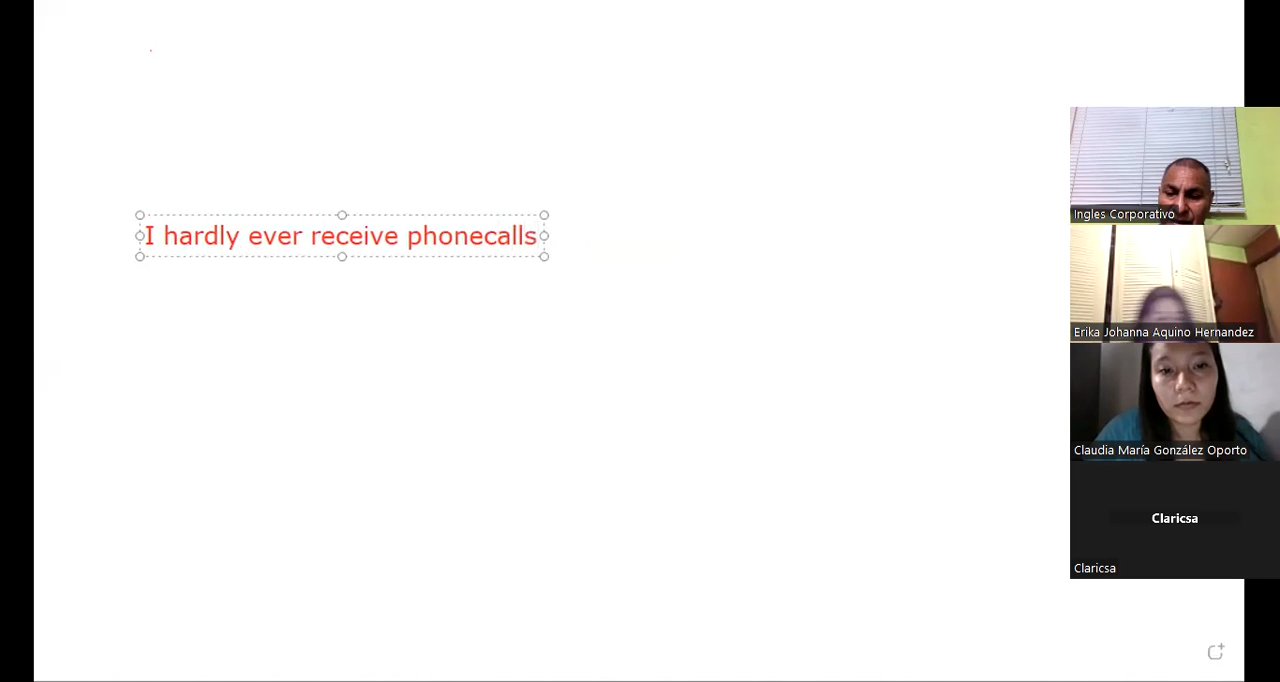 I hardly ever receive phonecalls
Ingles Corporativo
Erika Johanna Aquino Hernandez
Claudia María González Oporto
Claricsa
Claricsa